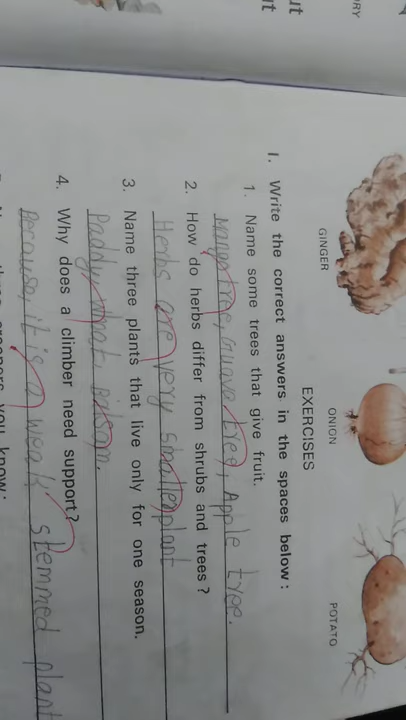 GINGER
ONION
POTATO
EXERCISES
I. Write the correct answers in the spaces below :
1. Name some trees that give fruit.
Mango tree, Guava tree, Apple tree.
2. How do herbs differ from shrubs and trees ?
Herbs are very smaller plant
3. Name three plants that live only for one season.
Paddy,
4. Why does a climber need support?
Because, it is a weak stemmed plant
you know :